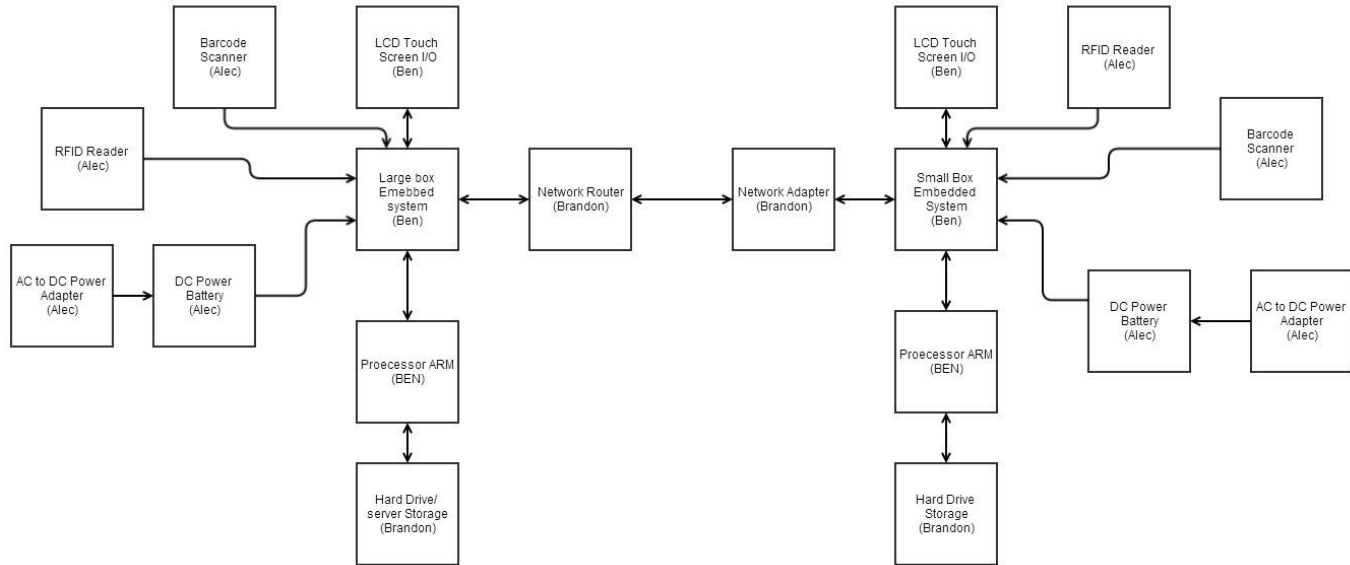 Barcode
Scanner
(Alec)
LCD Touch
Screen I/O
(Ben)
LCD Touch
Screen I/O
(Ben)
RFID Reader
(Alec)
RFID Reader
(Alec)
Barcode
Scanner
(Alec)
Large box
Emebbed
system
(Ben)
Network Router
(Brandon)
Network Adapter
(Brandon)
Small Box
Embedded
System
(Ben)
AC to DC Power
Adapter
(Alec)
DC Power
Battery
(Alec)
DC Power
Battery
(Alec)
AC to DC Power
Adapter
(Alec)
Proecessor ARM
(BEN)
Proecessor ARM
(BEN)
Hard Drive/
server Storage
(Brandon)
Hard Drive
Storage
(Brandon)